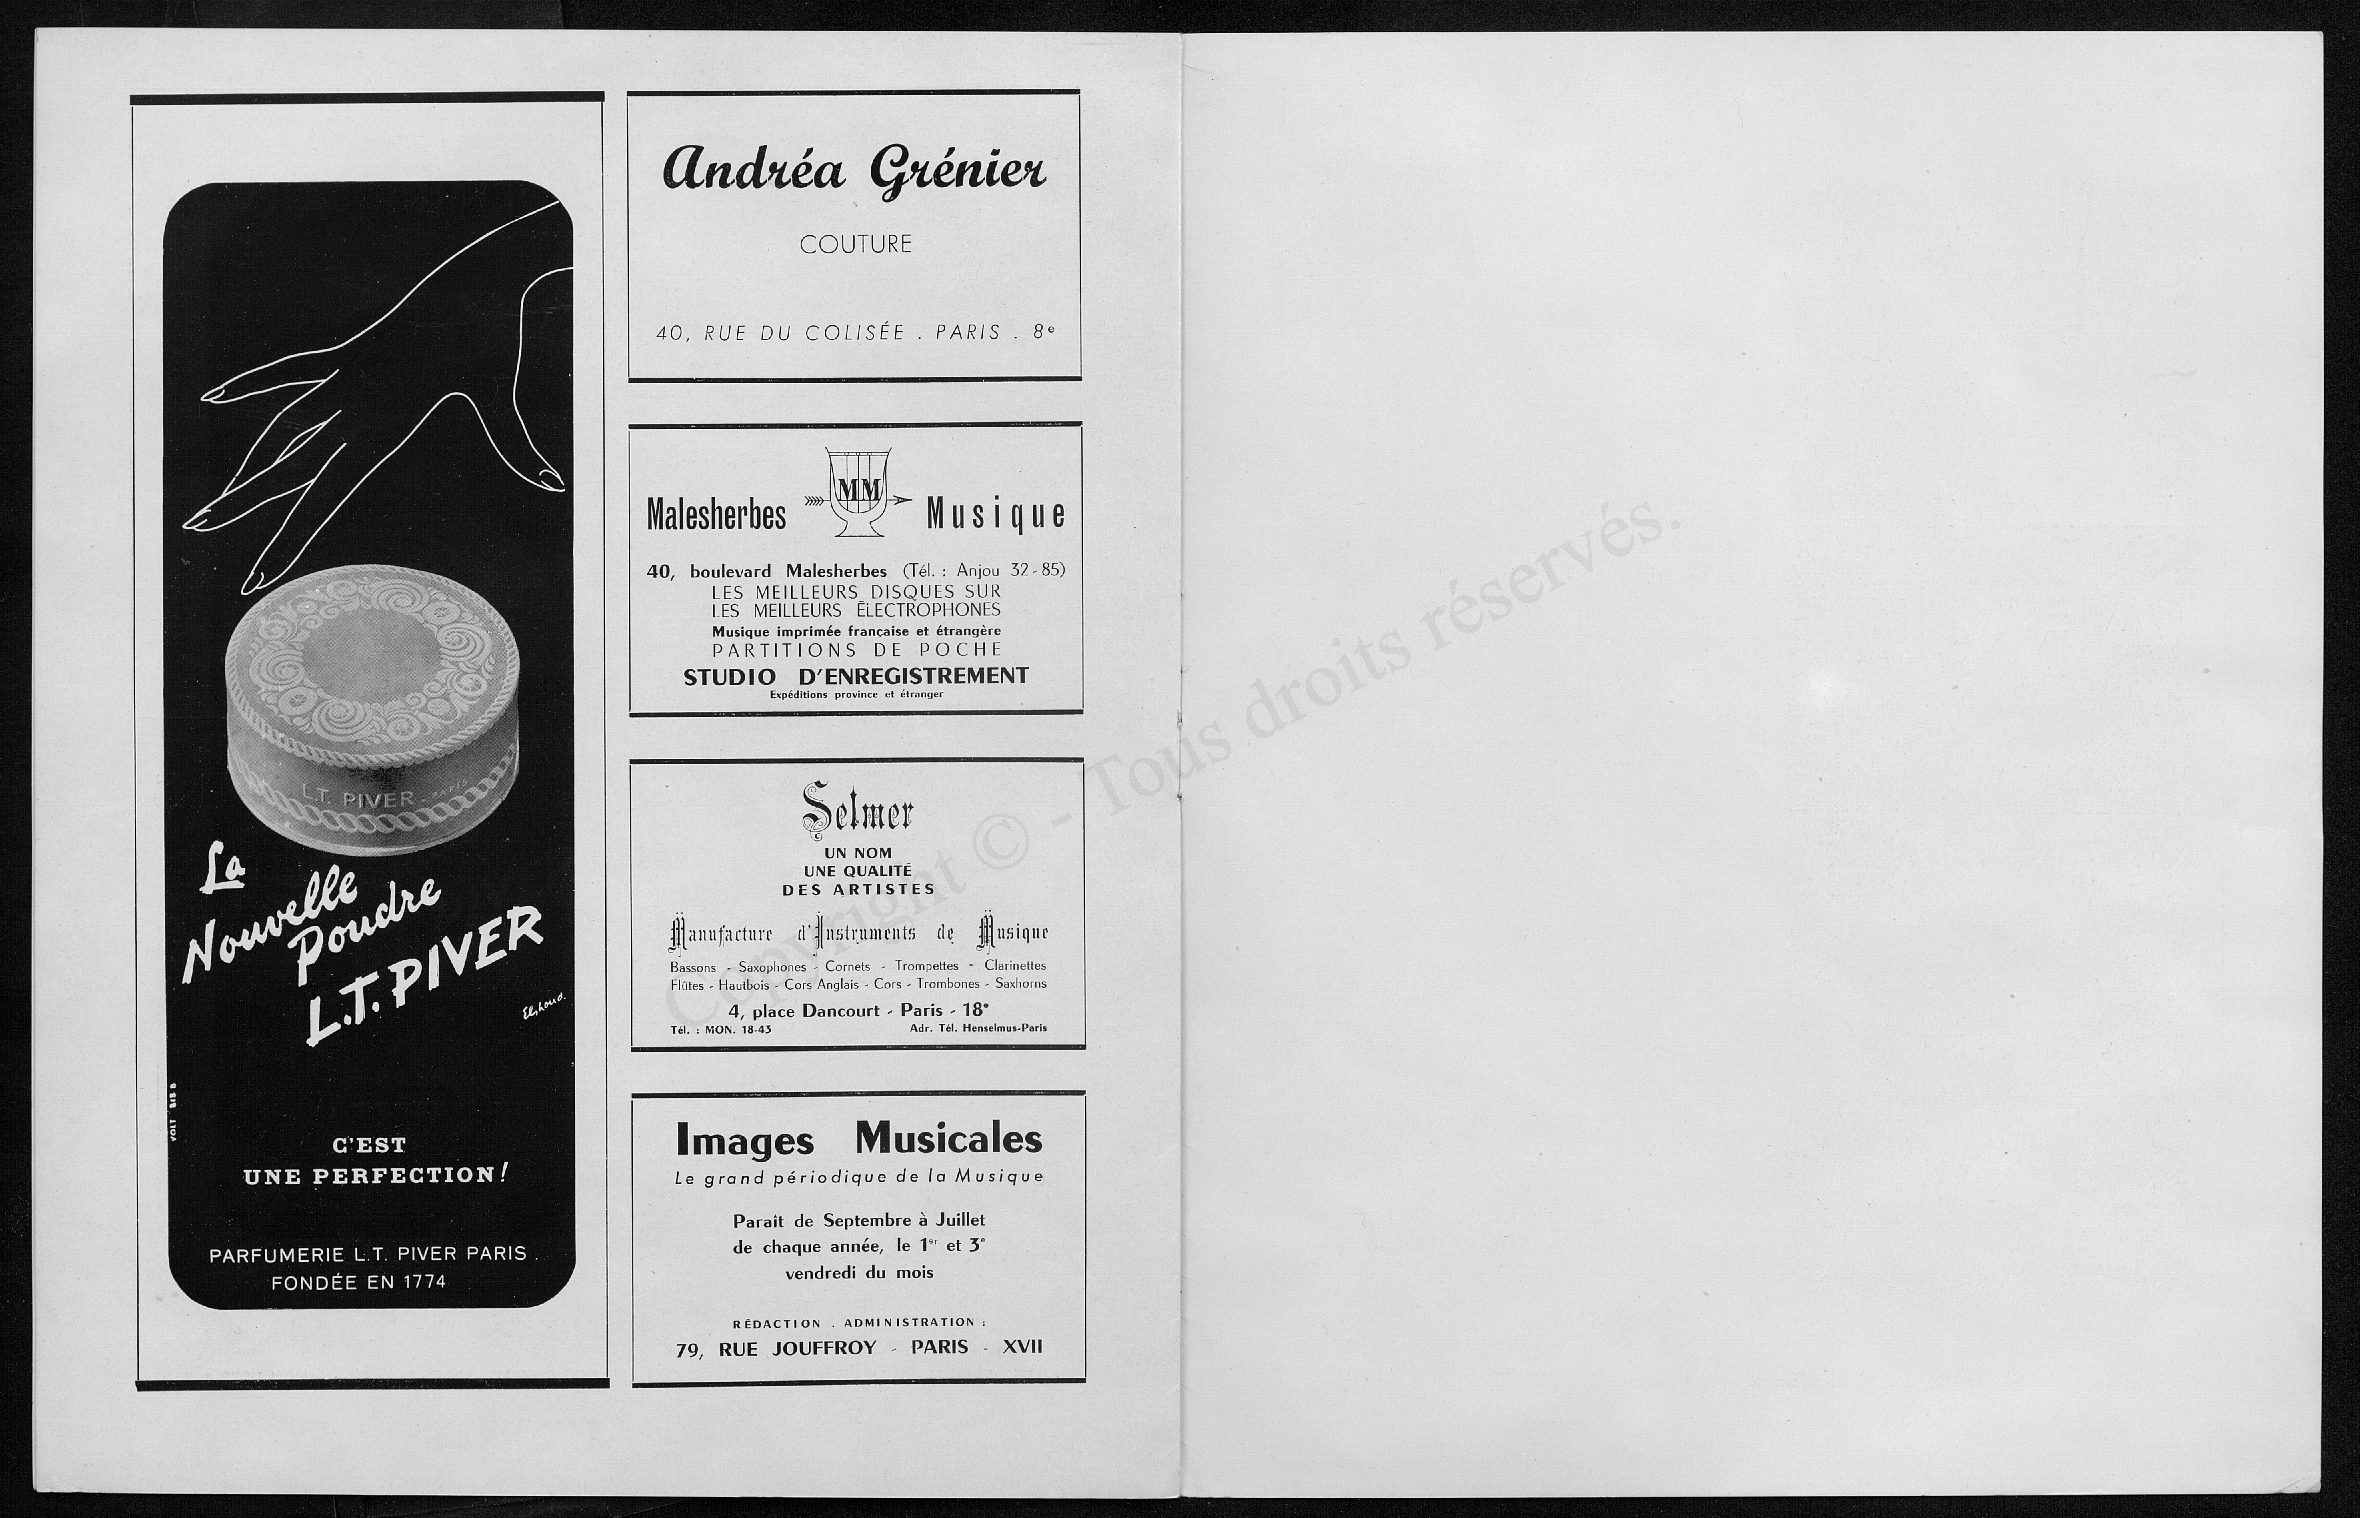 L.T. PIVER - PARIS
La
Nouvelle
Poudre
L.T. PIVER
VOLT 818 B
C'EST
UNE PERFECTION !
PARFUMERIE L.T. PIVER PARIS .
FONDÉE EN 1774
Andréa Grénier
COUTURE
40, RUE DU COLISÉE . PARIS . 8e
Malesherbes MM Musique
40, boulevard Malesherbes (Tél. : Anjou 32-85)
LES MEILLEURS DISQUES SUR
LES MEILLEURS ÉLECTROPHONES
Musique imprimée française et étrangère
PARTITIONS DE POCHE
STUDIO D'ENREGISTREMENT
Expéditions province et étranger
Selmer
UN NOM
UNE QUALITÉ
DES ARTISTES
Manufacture d'Instruments de Musique
Bassons - Saxophones - Cornets - Trompettes - Clarinettes
Flûtes - Hautbois - Cors Anglais - Cors - Trombones - Saxhorns
4, place Dancourt - Paris - 18e
Tél. : MON. 18-43 Adr. Tél. Henselmus-Paris
Images Musicales
Le grand périodique de la Musique
Paraît de Septembre à Juillet
de chaque année, le 1er et 3e
vendredi du mois
RÉDACTION . ADMINISTRATION :
79, RUE JOUFFROY - PARIS - XVII
Copyright © - Tous droits réservés.